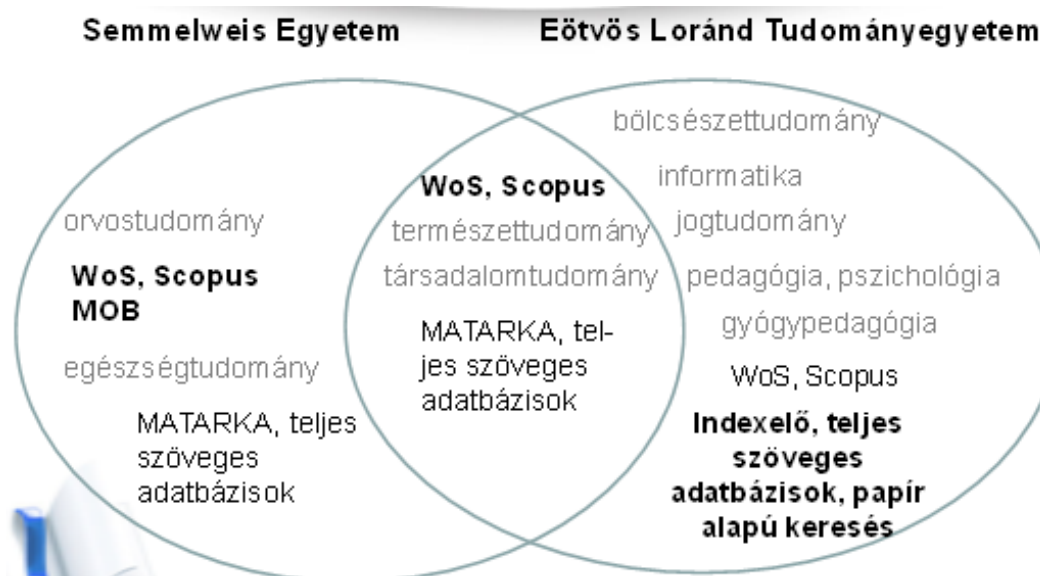 Semmelweis Egyetem
Eötvös Loránd Tudományegyetem
orvostudomány
WoS, Scopus
MOB
egészségtudomány
MATARKA, teljes
szöveges
adatbázisok
WoS, Scopus
természettudomány
társadalomtudomány
MATARKA, tel-
jes szöveges
adatbázisok
bölcsészettudomány
informatika
jogtudomány
pedagógia, pszichológia
gyógypedagógia
WoS, Scopus
Indexelő, teljes
szöveges
adatbázisok, papír
alapú keresés